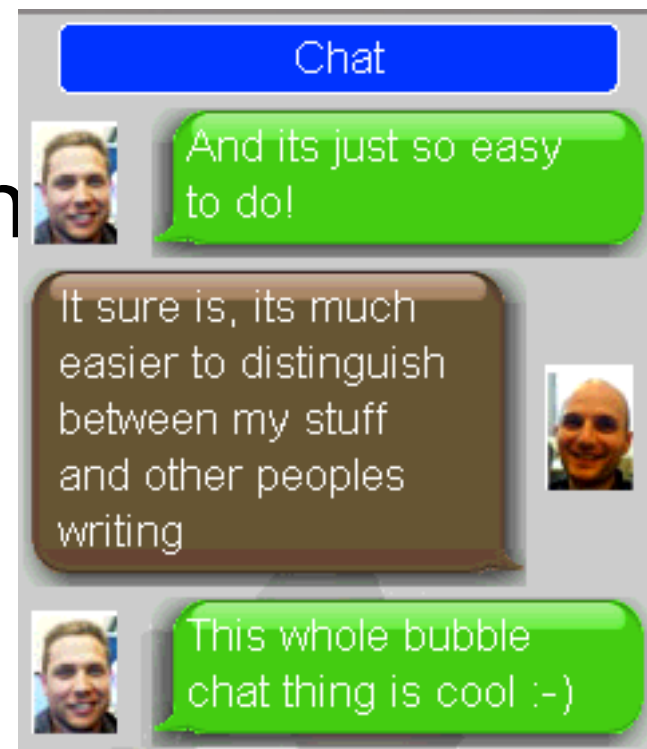 Chat
And its just so easy
to do!
n
It sure is, its much
easier to distinguish
between my stuff
and other peoples
writing
This whole bubble
chat thing is cool :-)